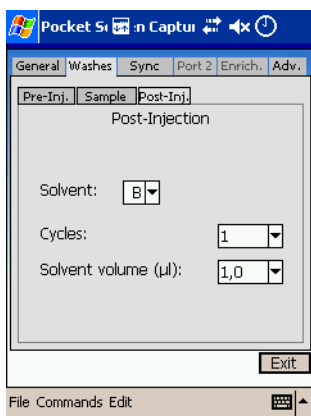 Pocket S :n Captur
General Washes Sync Port 2 Enrich. Adv.
Pre-Inj. Sample Post-Inj.
Post-Injection
Solvent: B
Cycles: 1
Solvent volume (µl): 1,0
Exit
File Commands Edit